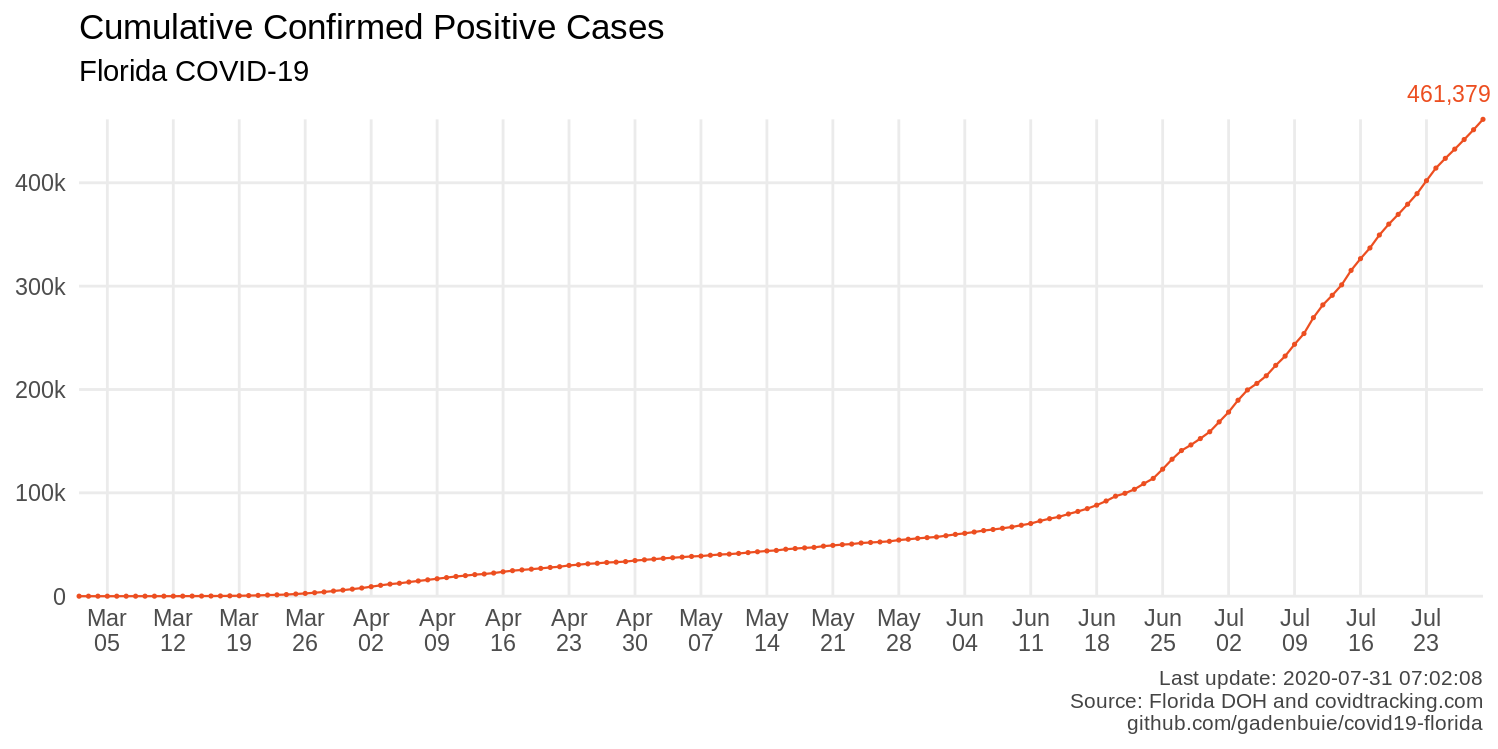 Cumulative Confirmed Positive Cases
Florida COVID-19
461,379
400k
300k
200k
100k
0
Mar Mar Mar Mar Apr Apr Apr Apr Apr May May May May Jun Jun Jun Jun Jul Jul Jul Jul
05 12 19 26 02 09 16 23 30 07 14 21 28 04 11 18 25 02 09 16 23
Last update: 2020-07-31 07:02:08
Source: Florida DOH and covidtracking.com
github.com/gadenbuie/covid19-florida